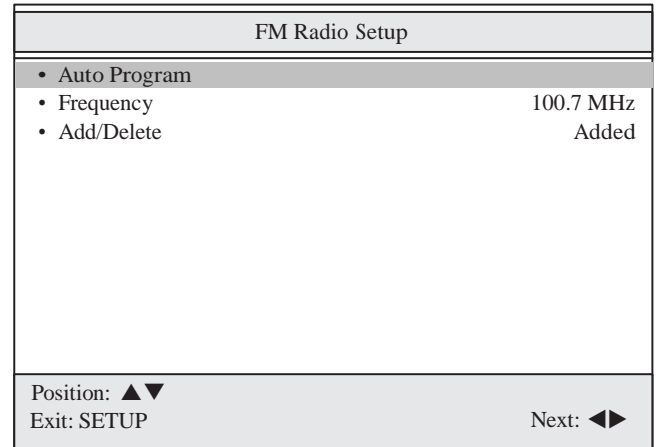 FM Radio Setup
• Auto Program
• Frequency 100.7 MHz
• Add/Delete Added
Position: ▲▼
Exit: SETUP Next: ◀▶